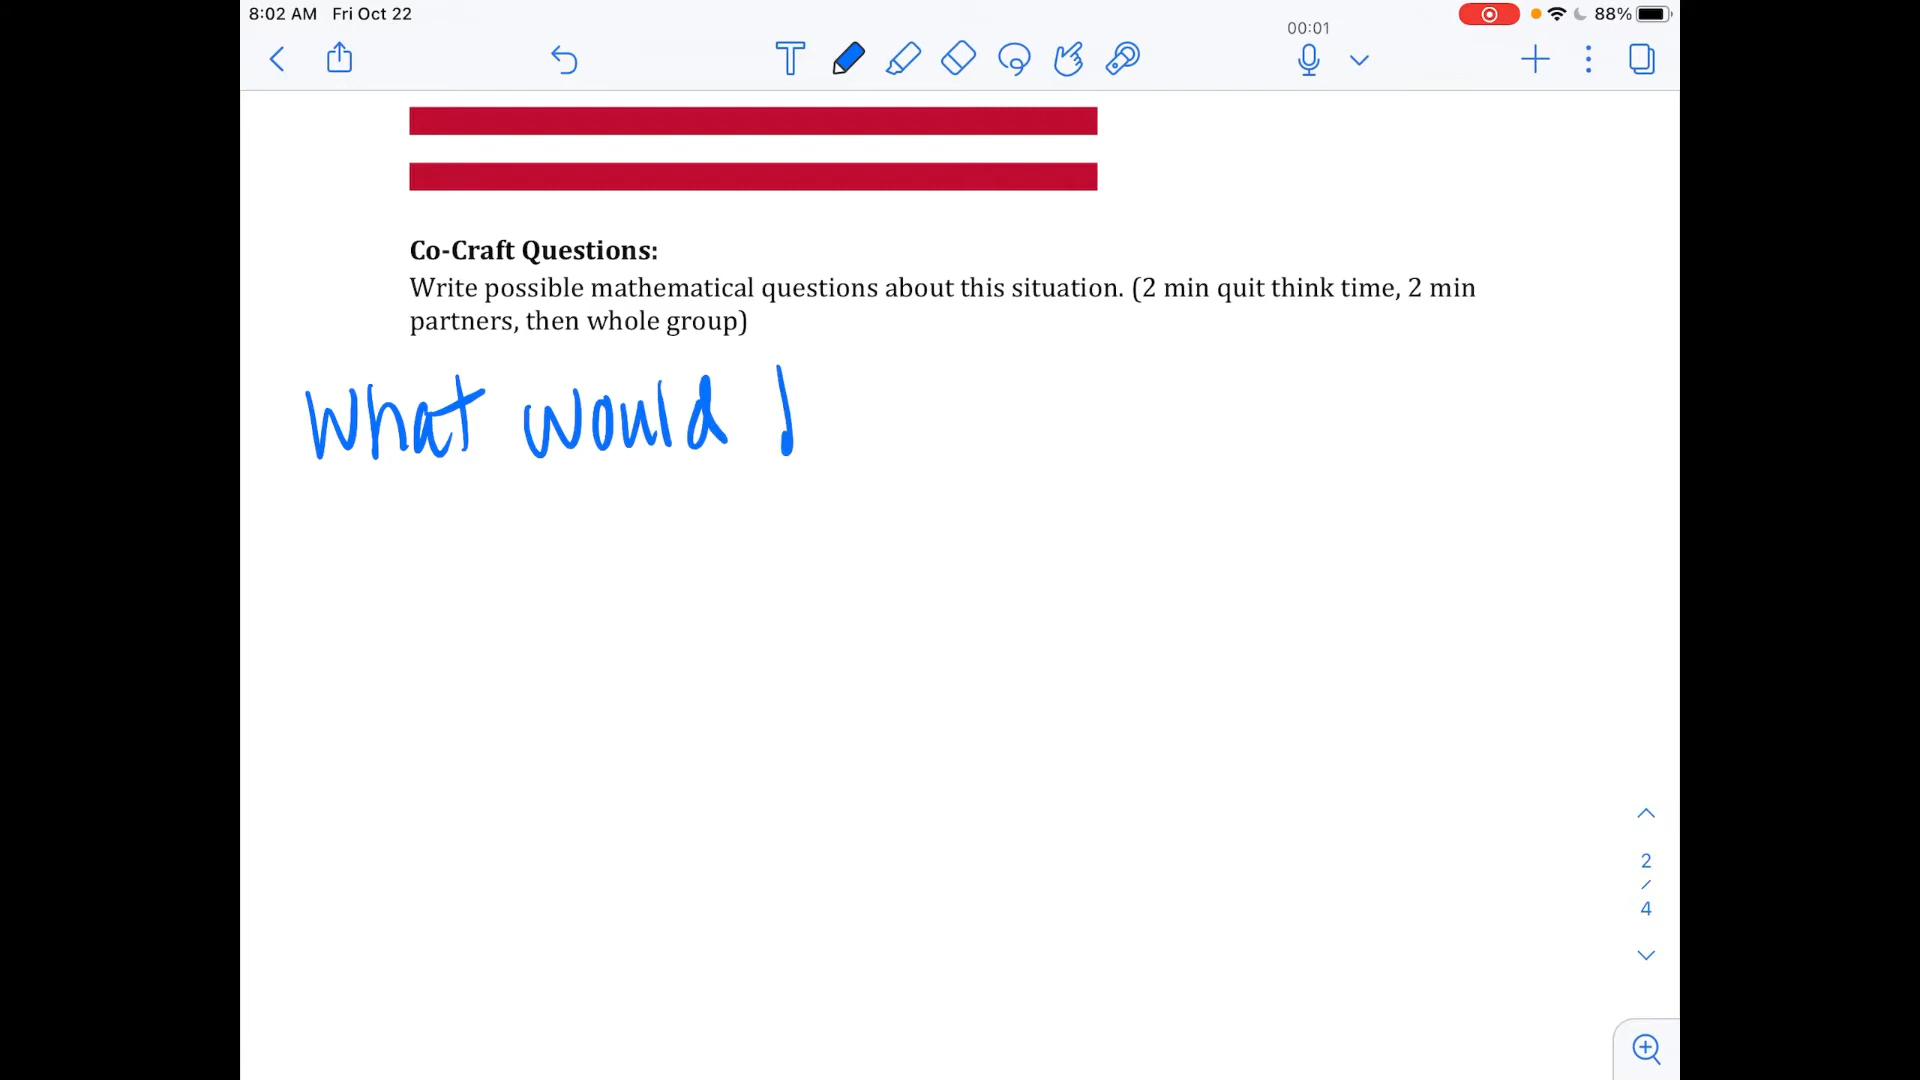 8:02 AM Fri Oct 22
88%
00:01
Co-Craft Questions:
Write possible mathematical questions about this situation. (2 min quit think time, 2 min
partners, then whole group)
What would
2
/
4